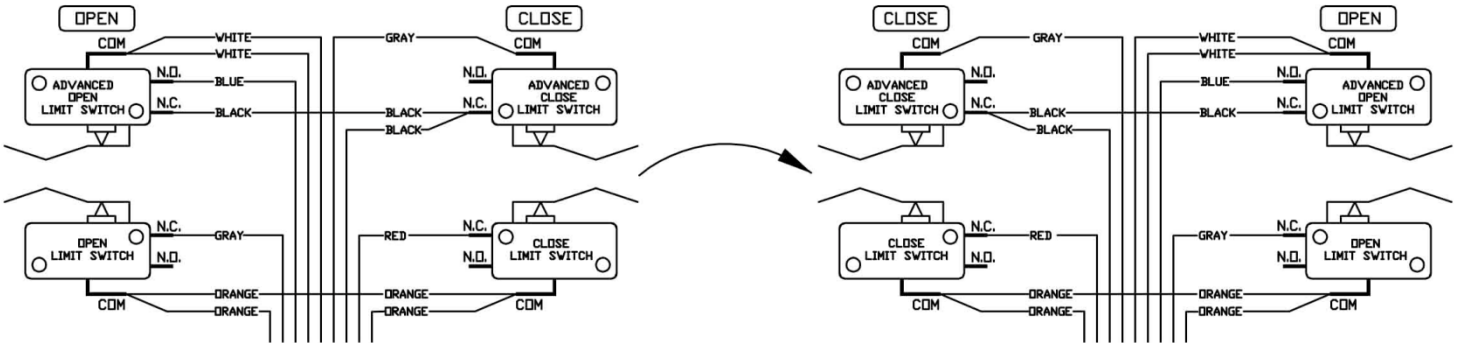 OPEN CLOSE CLOSE OPEN
COM WHITE GRAY COM COM GRAY WHITE COM
WHITE WHITE
N.O. BLUE N.O. N.O. BLUE N.O.
ADVANCED ADVANCED ADVANCED ADVANCED
OPEN CLOSE CLOSE OPEN
LIMIT SWITCH LIMIT SWITCH LIMIT SWITCH LIMIT SWITCH
N.C. BLACK BLACK N.C. N.C. BLACK BLACK N.C.
BLACK BLACK
N.C. GRAY RED N.C. N.C. RED GRAY N.C.
OPEN CLOSE CLOSE OPEN
LIMIT SWITCH LIMIT SWITCH LIMIT SWITCH LIMIT SWITCH
N.O. N.O. N.O. N.O.
ORANGE ORANGE ORANGE ORANGE
COM ORANGE ORANGE COM COM ORANGE ORANGE COM